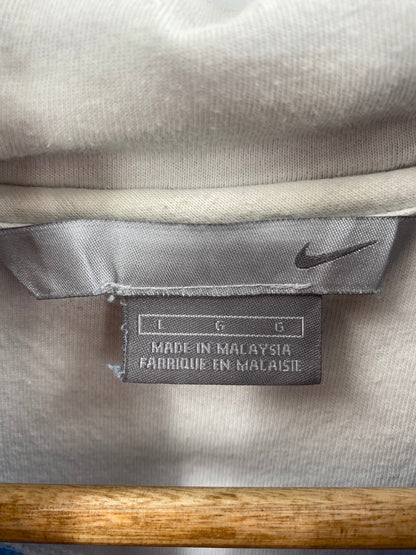 L G G
MADE IN MALAYSIA
FABRIQUE EN MALAISIE